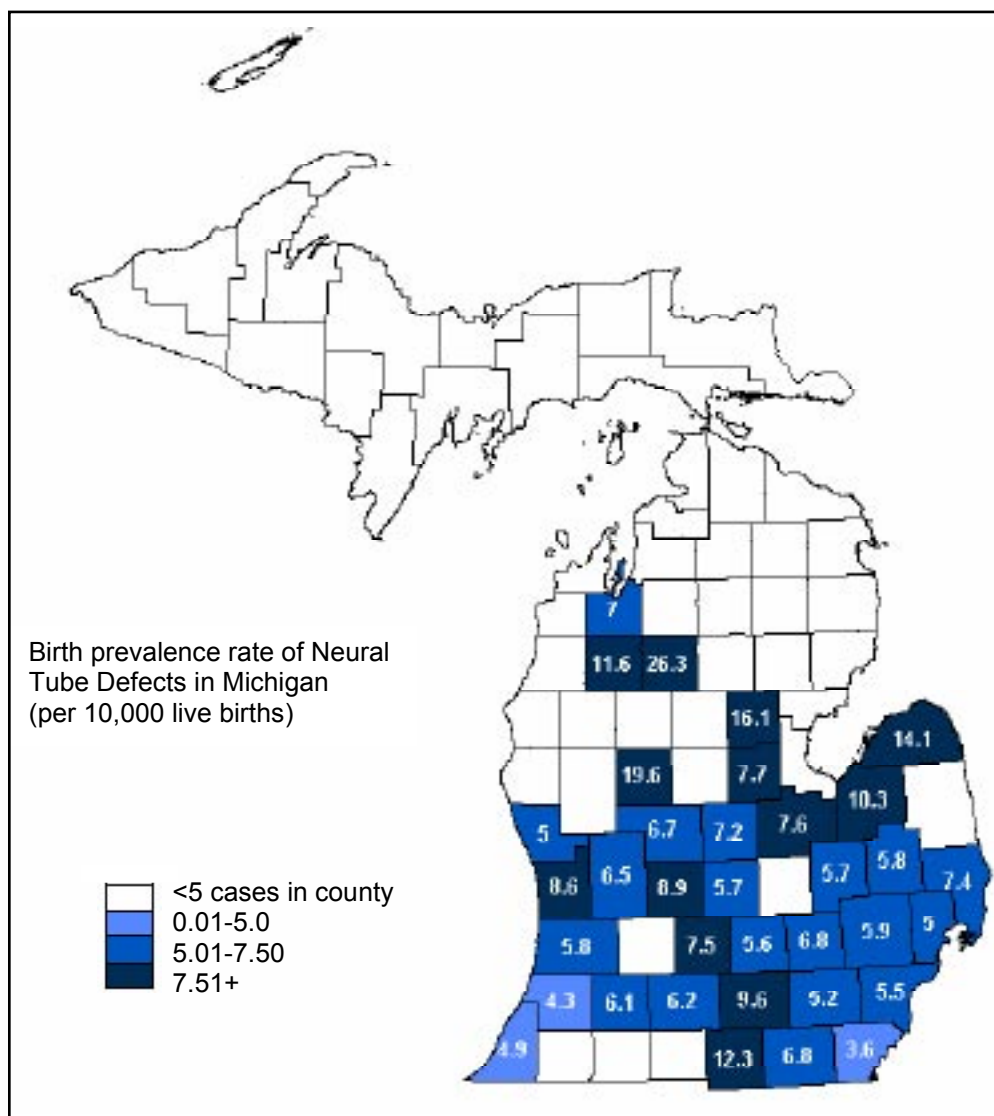 7
11.6 26.3
Birth prevalence rate of Neural
Tube Defects in Michigan
(per 10,000 live births)
16.1
14.1
19.6 7.7
10.3
5 6.7 7.2 7.6
<5 cases in county
0.01-5.0
5.01-7.50
7.51+
8.6 6.5 8.9 5.7 5.7 5.8 7.4
5.8 7.5 5.6 6.8 5.9 5
4.3 6.1 6.2 9.6 5.2 5.5
4.9 12.3 6.8 3.6